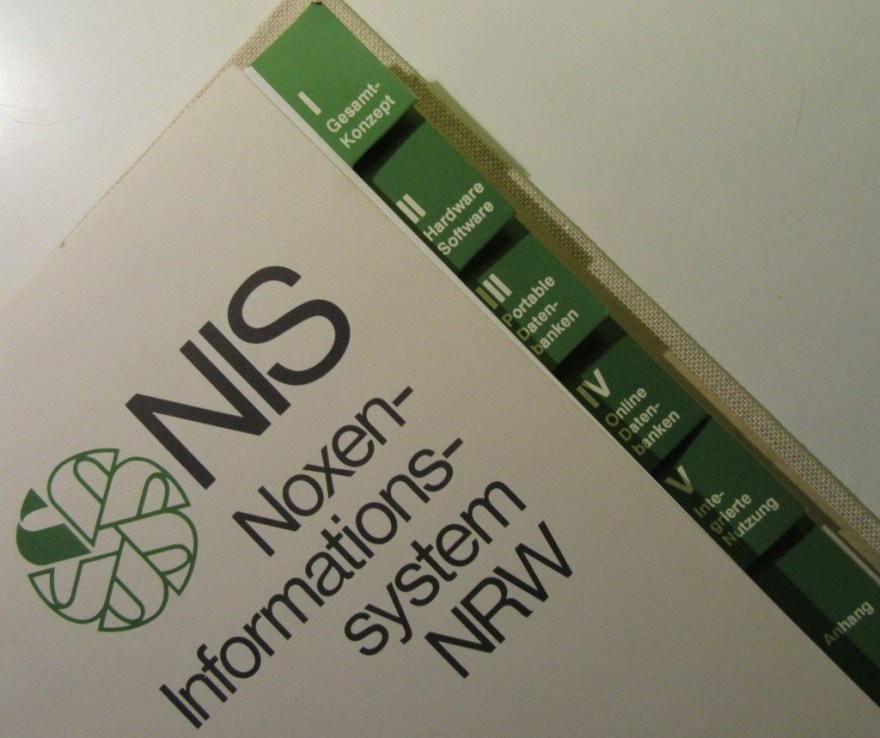 NIS
Noxen-
Informations-
system
NRW
I
Gesamt-
Konzept
II
Hardware
Software
III
Portable
Daten-
banken
IV
Online
Daten-
banken
V
Inte-
grierte
Nutzung
Anhang